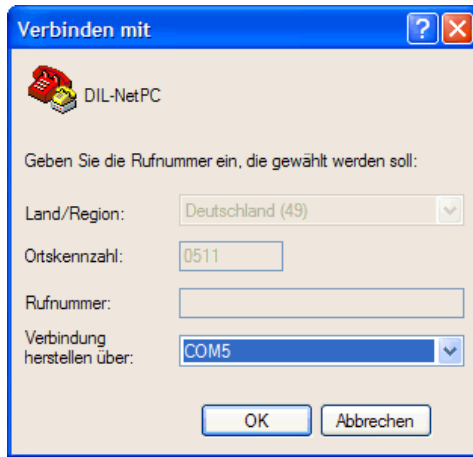 Verbinden mit
DIL-NetPC
Geben Sie die Rufnummer ein, die gewählt werden soll:
Land/Region: Deutschland (49)
Ortskennzahl: 0511
Rufnummer:
Verbindung
herstellen über: COM5
OK Abbrechen